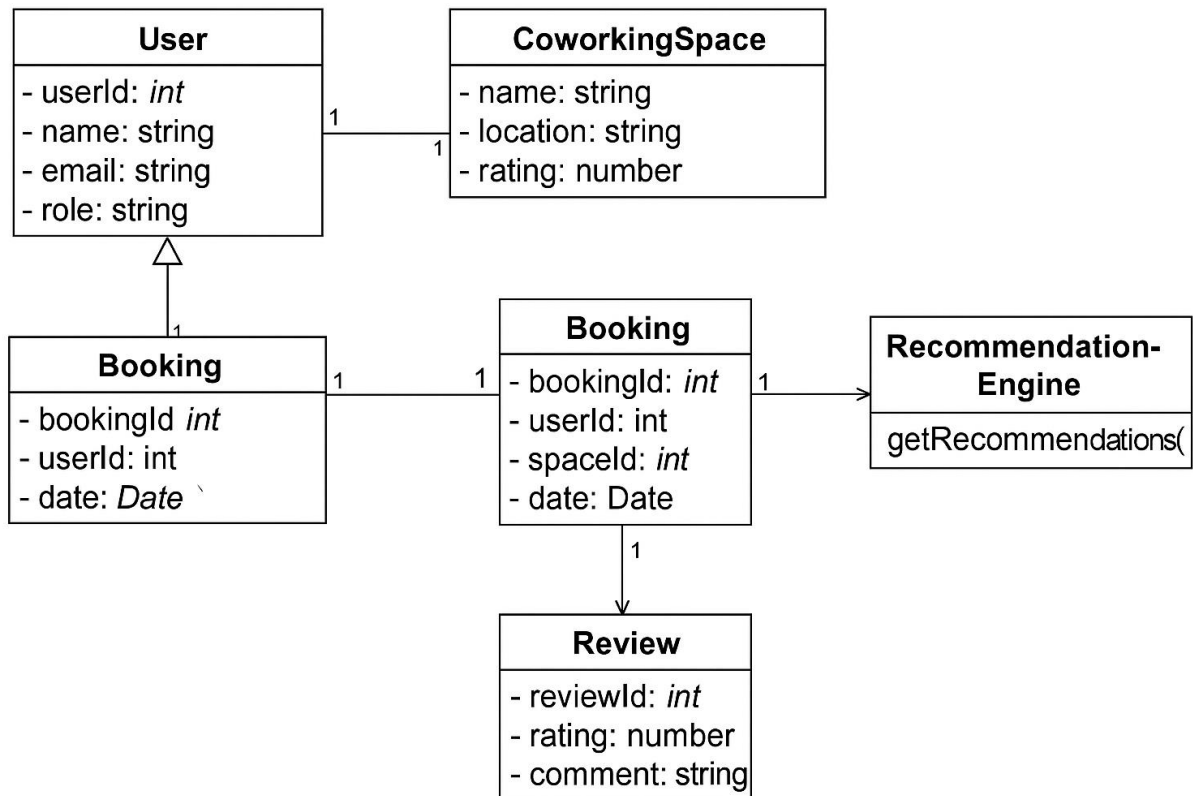 User
- userId: int
- name: string
- email: string
- role: string
1
1
CoworkingSpace
- name: string
- location: string
- rating: number
1
Booking
- bookingId int
- userId: int
- date: Date `
1
1
Booking
- bookingId: int
- userId: int
- spaceId: int
- date: Date
1
Recommendation-
Engine
getRecommendations(
1
Review
- reviewId: int
- rating: number
- comment: string